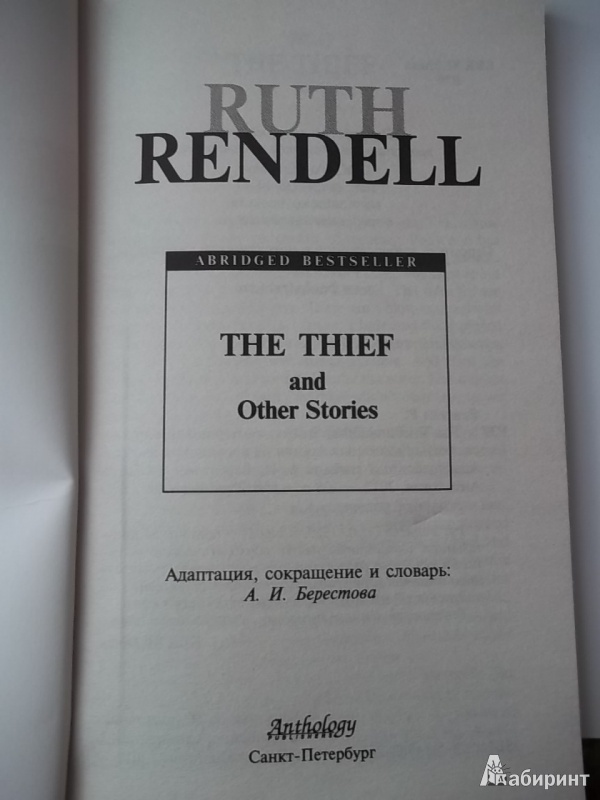 RUTH
RENDELL
ABRIDGED BESTSELLER
THE THIEF
and
Other Stories
Адаптация, сокращение и словарь:
А. И. Берестова
Anthology
Санкт-Петербург
Лабиринт